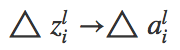 △ z_i^l → △ a_i^l